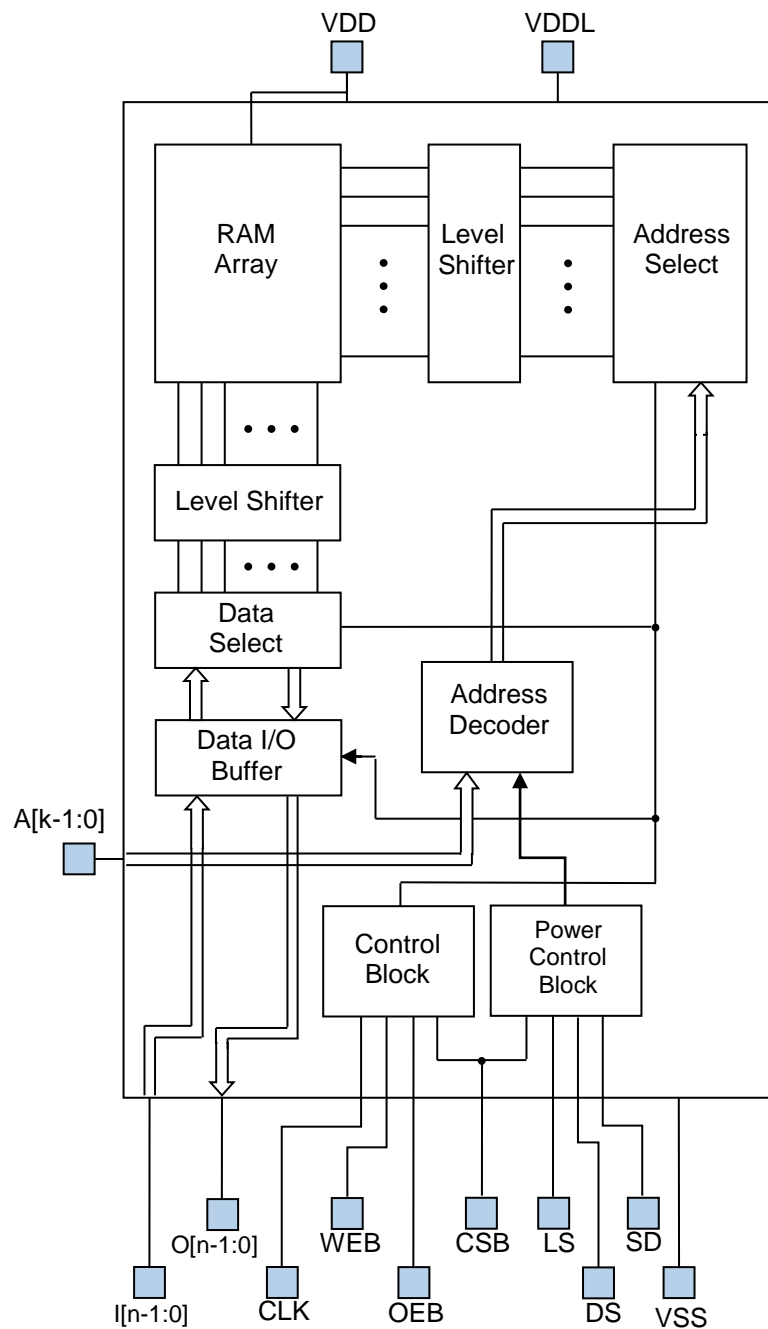 VDD
VDDL
RAM
Array
Level
Shifter
Address
Select
Level Shifter
Data
Select
Address
Decoder
Data I/O
Buffer
A[k-1:0]
Control
Block
Power
Control
Block
O[n-1:0]
WEB
CSB
LS
SD
I[n-1:0]
CLK
OEB
DS
VSS